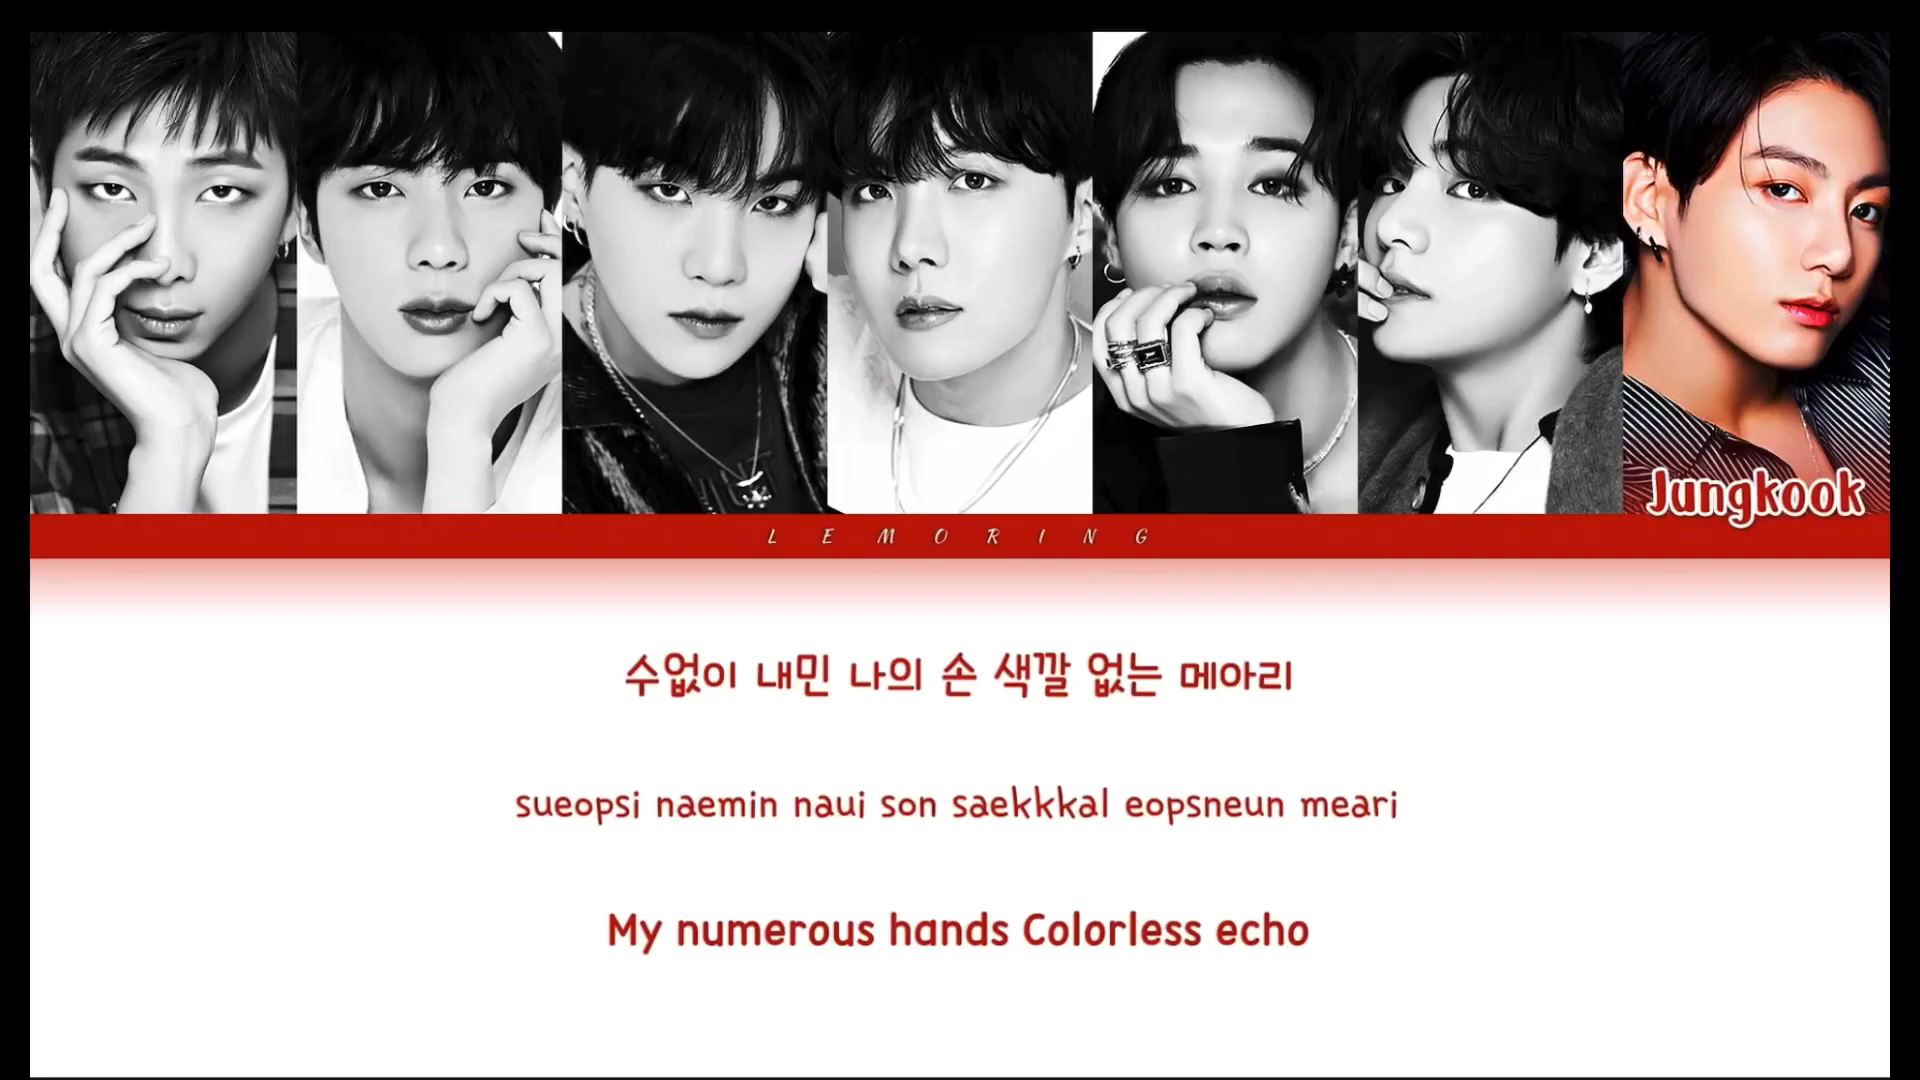 Jungkook
LEMORING
수없이 내민 나의 손 색깔 없는 메아리
sueopsi naemin naui son saekkkal eopsneun meari
My numerous hands Colorless echo